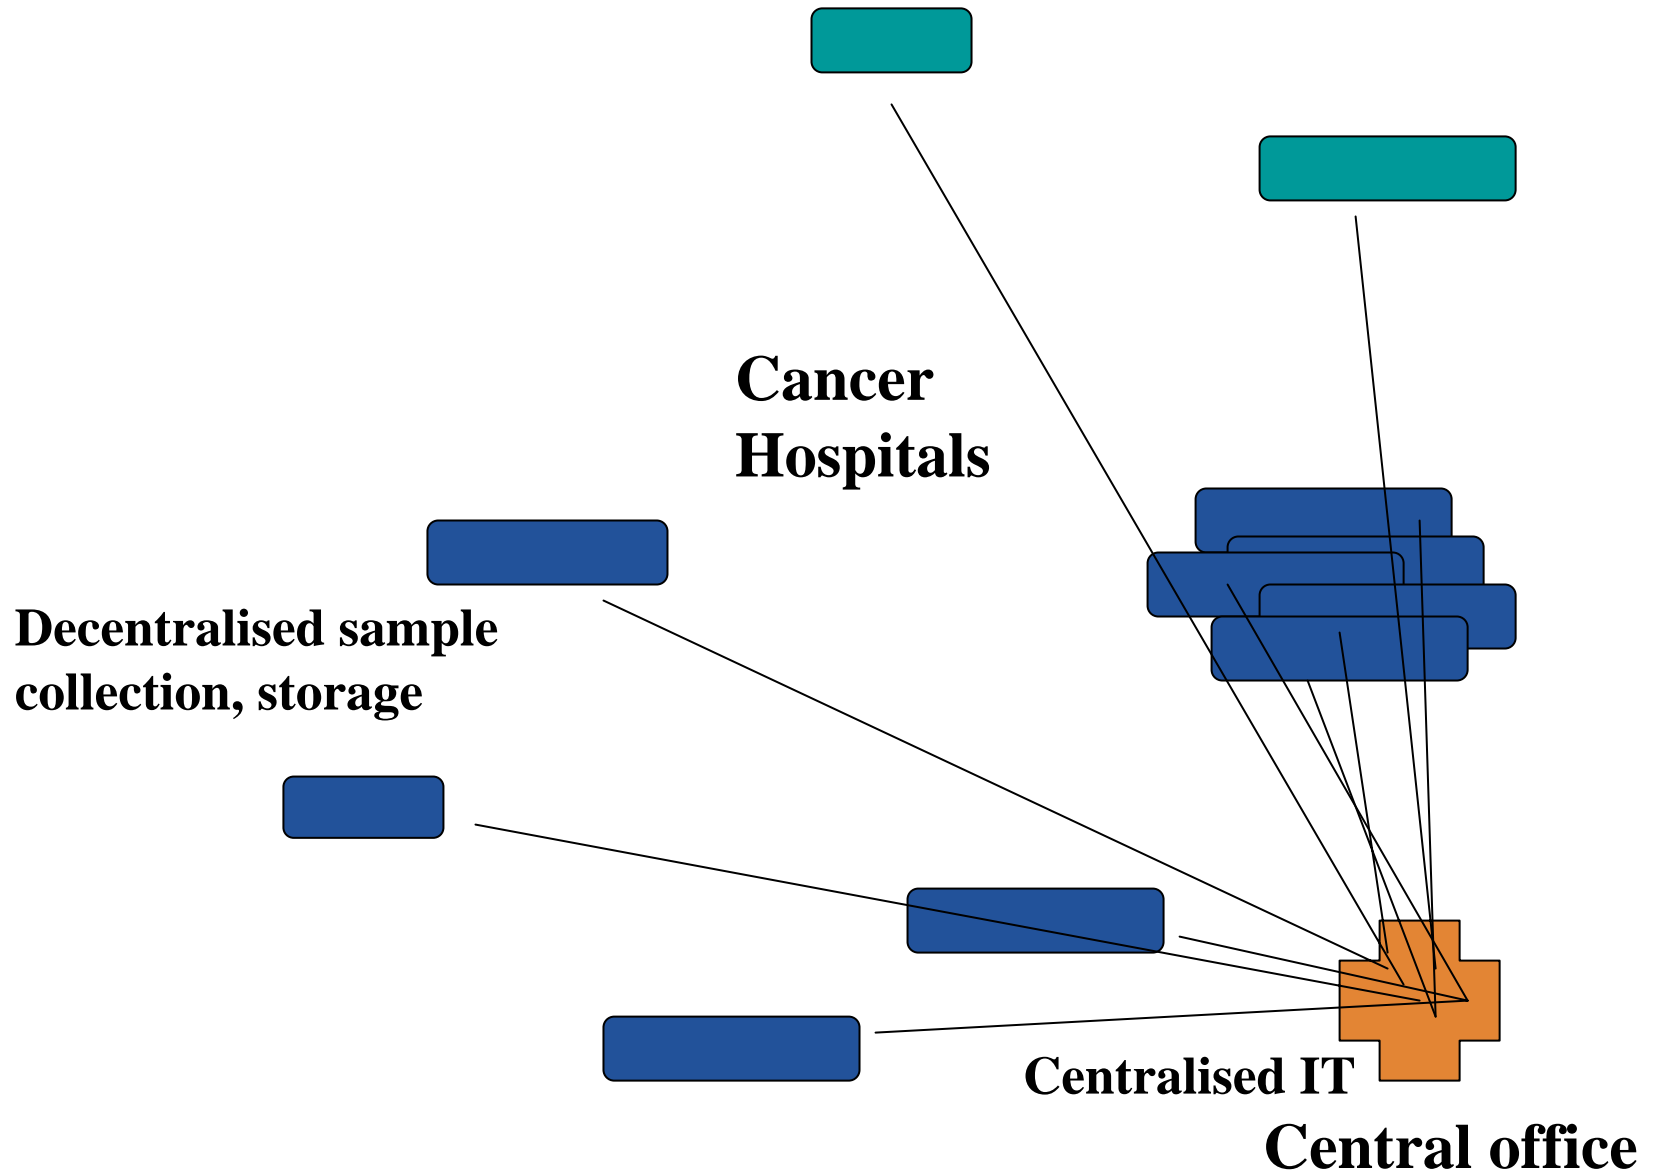 Cancer
Hospitals
Decentralised sample
collection, storage
Centralised IT
Central office